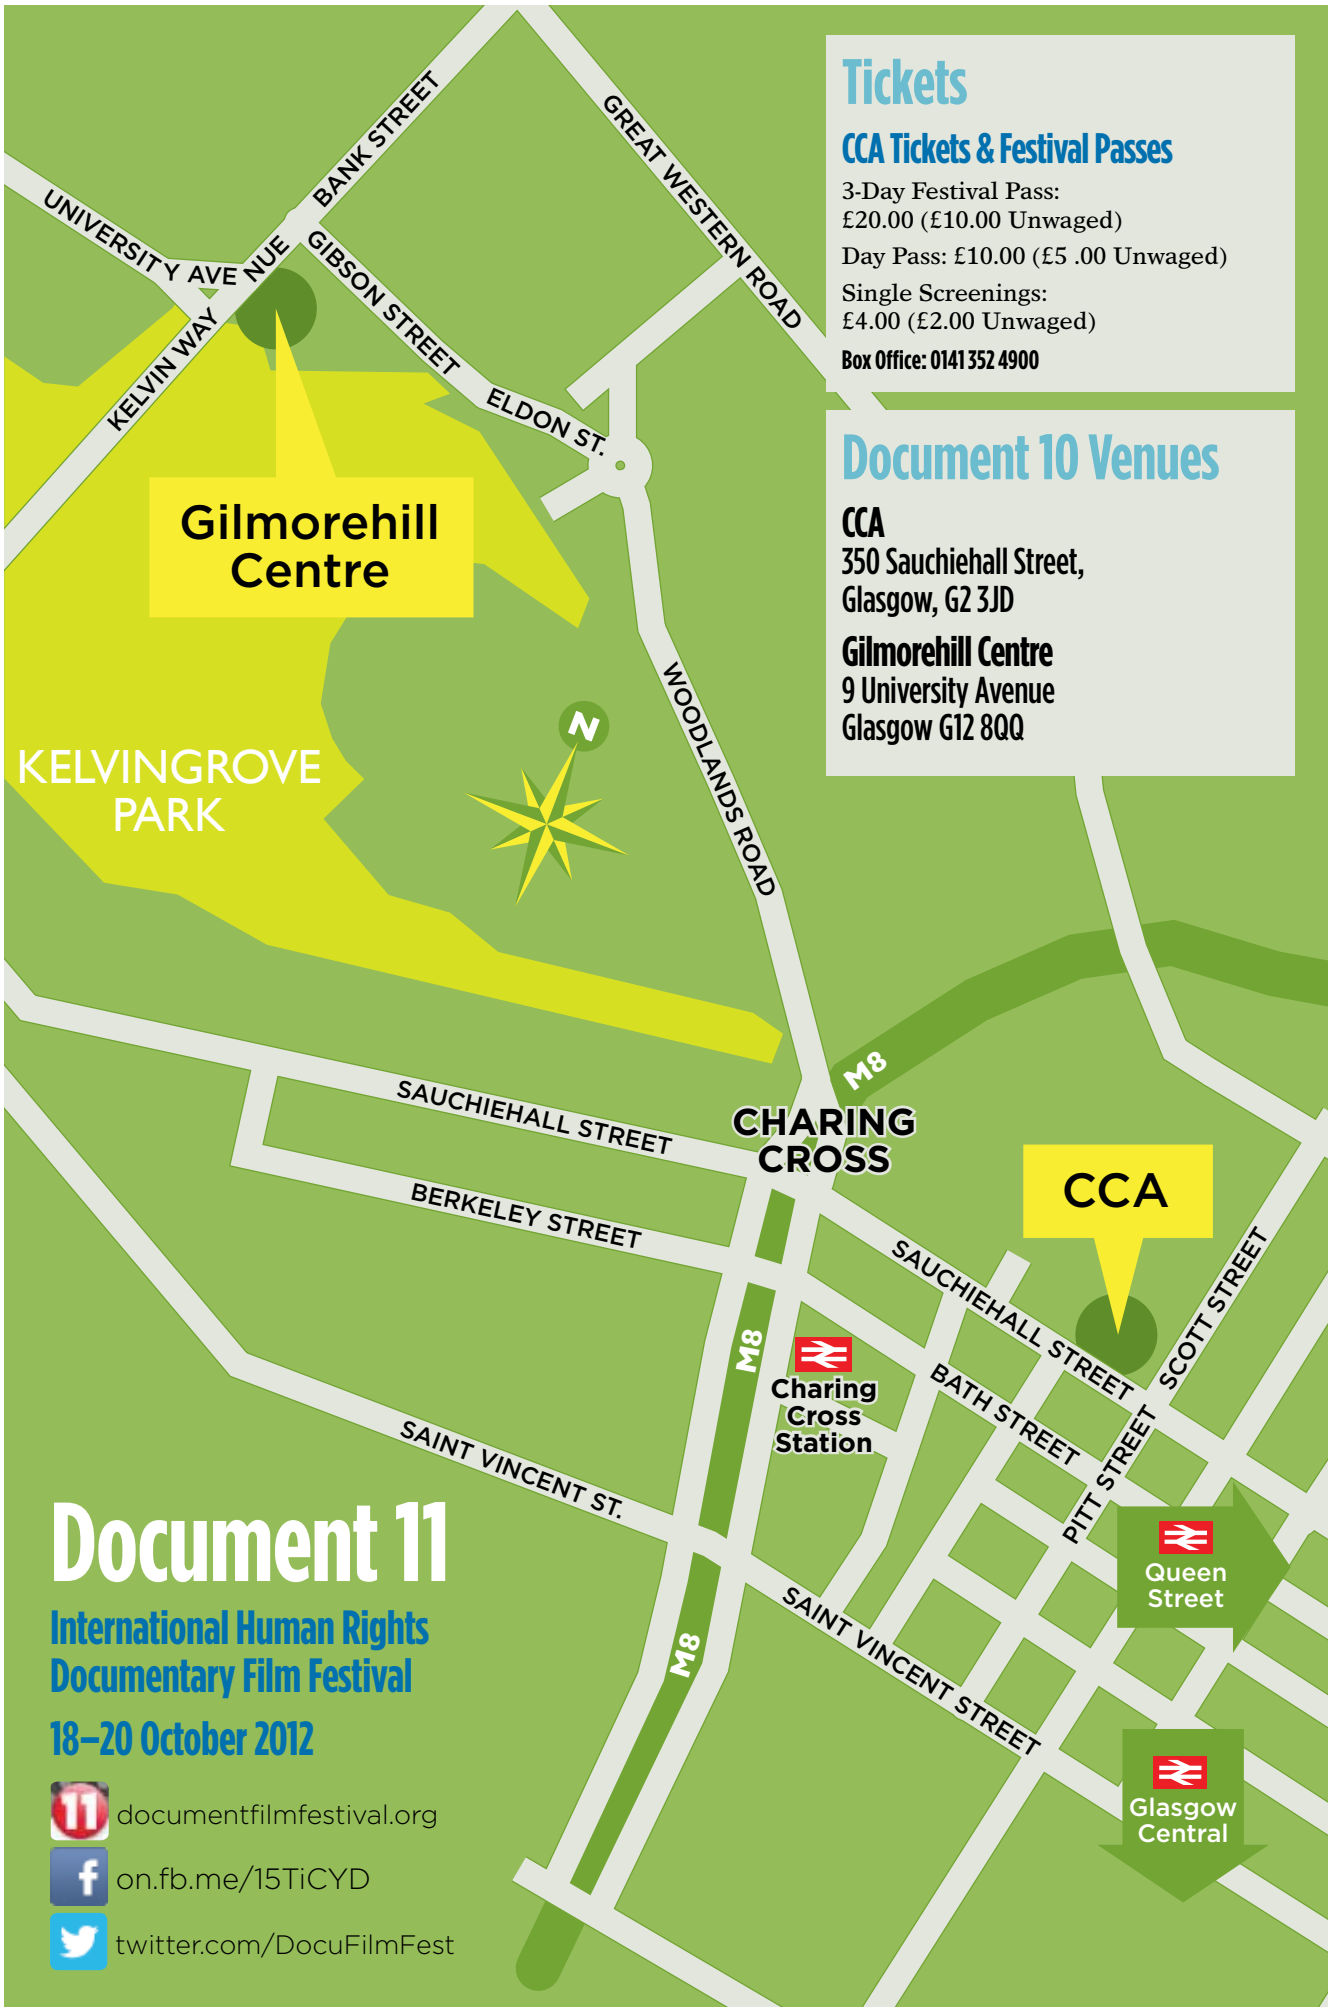 Tickets
CCA Tickets & Festival Passes
3-Day Festival Pass:
£20.00 (£10.00 Unwaged)
Day Pass: £10.00 (£5 .00 Unwaged)
Single Screenings:
£4.00 (£2.00 Unwaged)
Box Office: 0141 352 4900
Document 10 Venues
CCA
350 Sauchiehall Street,
Glasgow, G2 3JD
Gilmorehill Centre
9 University Avenue
Glasgow G12 8QQ
BANK STREET
GREAT WESTERN ROAD
UNIVERSITY AVENUE
GIBSON STREET
KELVIN WAY
ELDON ST.
Gilmorehill
Centre
WOODLANDS ROAD
N
KELVINGROVE
PARK
M8
SAUCHIEHALL STREET
CHARING
CROSS
BERKELEY STREET
CCA
SAUCHIEHALL STREET
SCOTT STREET
M8
Charing
Cross
Station
BATH STREET
PITT STREET
SAINT VINCENT ST.
Queen
Street
M8
SAINT VINCENT STREET
Glasgow
Central
Document 11
International Human Rights
Documentary Film Festival
18–20 October 2012
11
documentfilmfestival.org
f
on.fb.me/15TiCYD
twitter.com/DocuFilmFest